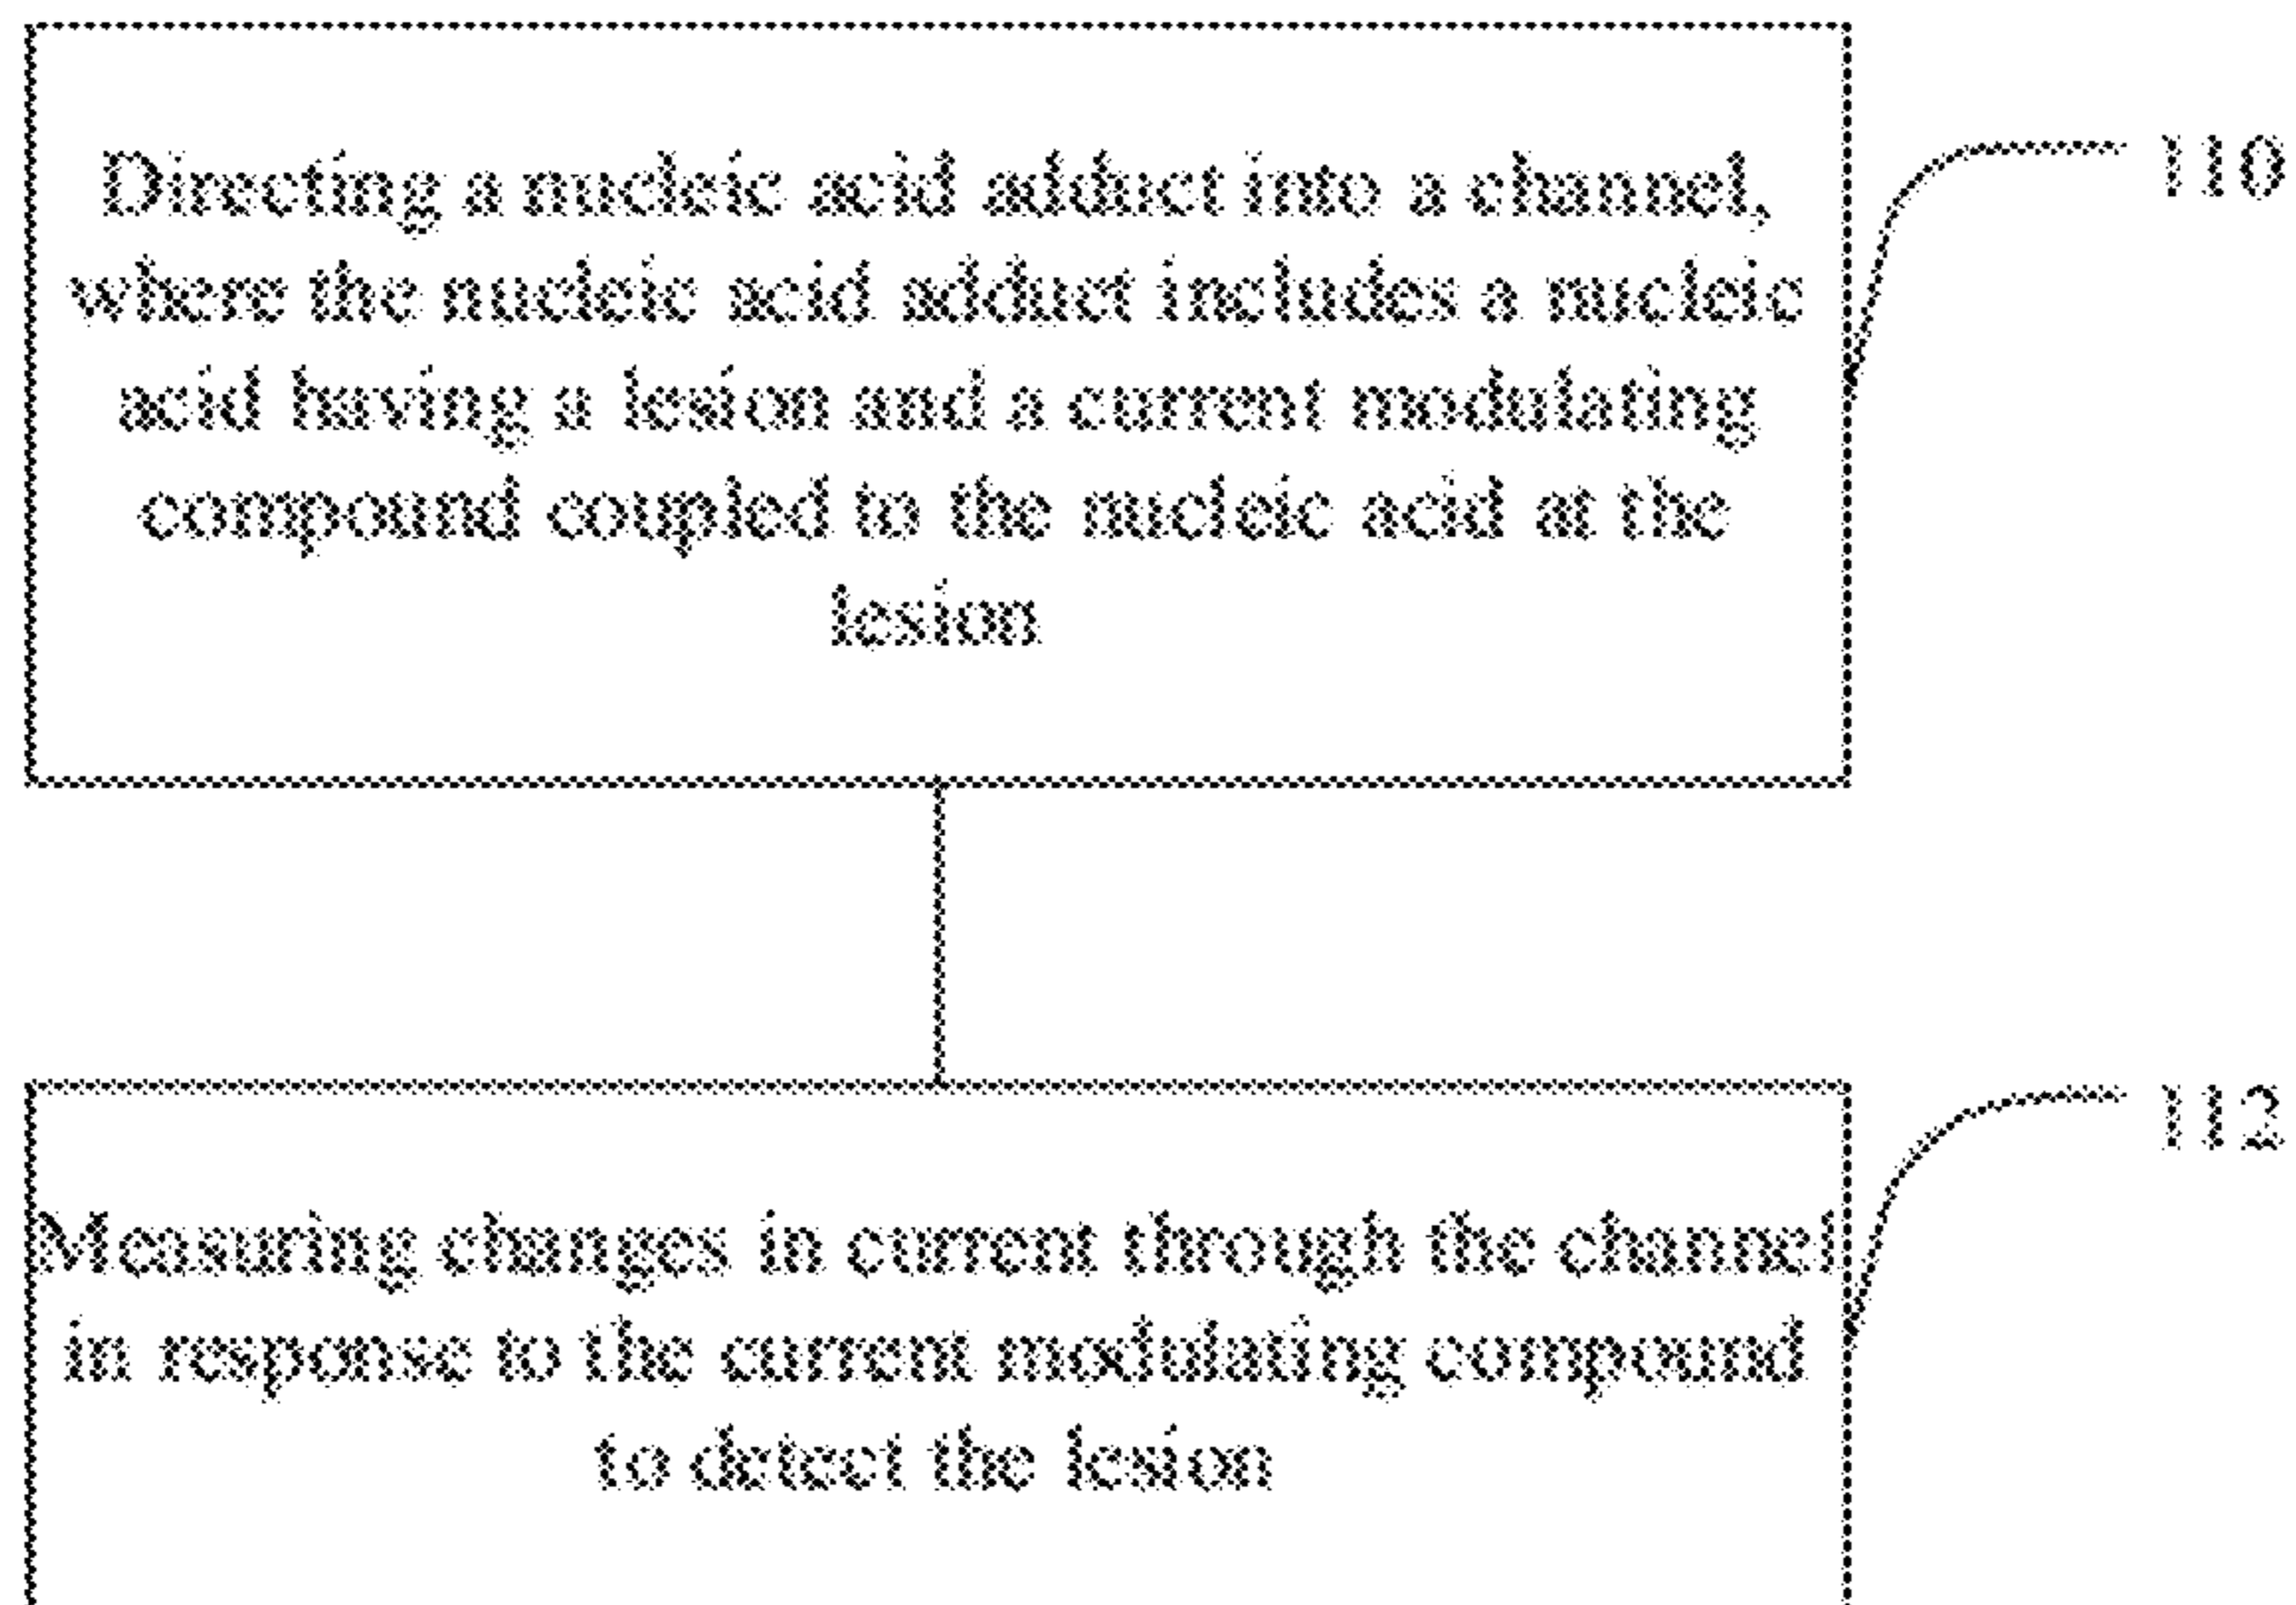 Directing a nucleic acid adduct into a channel,
where the nucleic acid adduct includes a nucleic
acid having a lesion and a current modulating
compound coupled to the nucleic acid at the
lesion
110
Measuring changes in current through the channel
in response to the current modulating compound
to detect the lesion
112